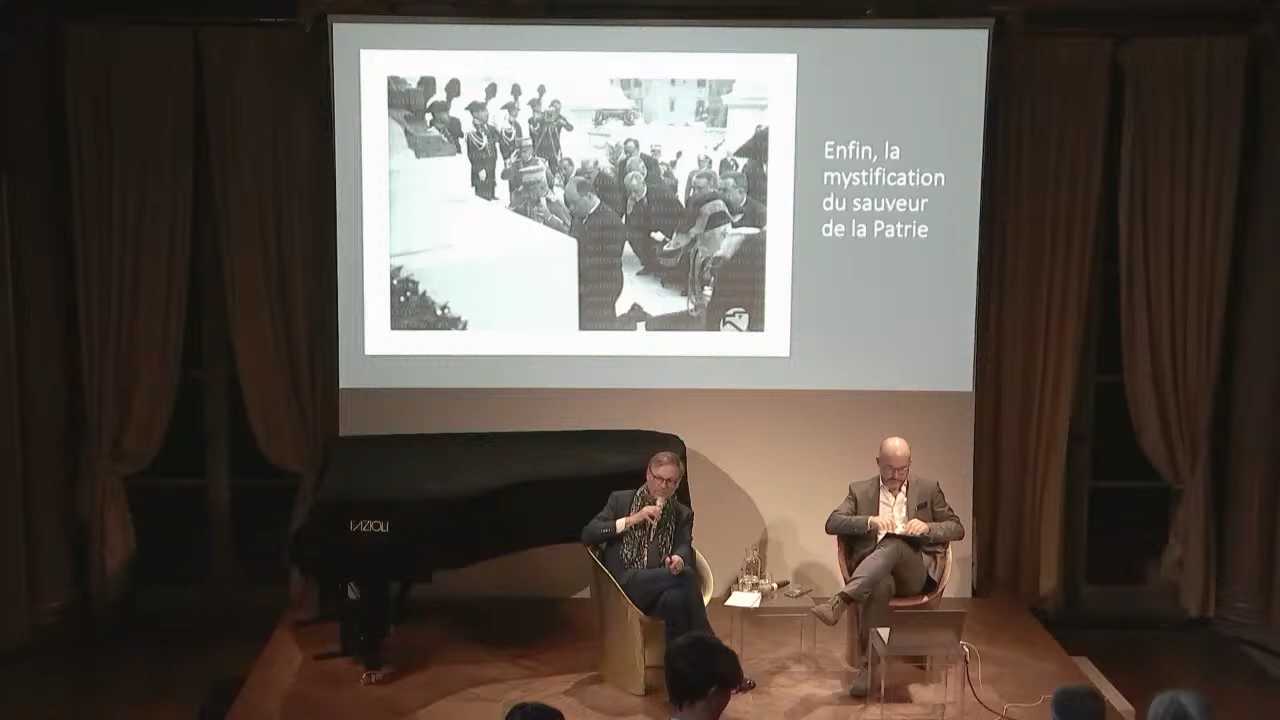 Enfin, la
mystification
du sauveur
de la Patrie
FAZIOLI